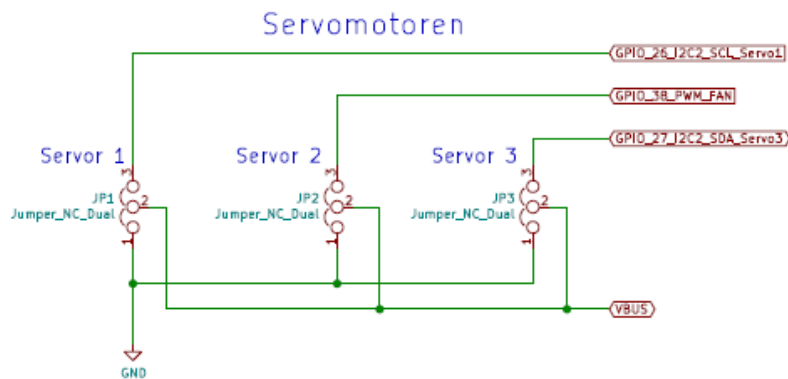 Servomotoren
GPIO_26_I2C2_SCL_Servo1
GPIO_38_PWM_FAN
GPIO_27_I2C2_SDA_Servo3
Servor 1
Servor 2
Servor 3
3
3
3
JP1
2
JP2
2
JP3
2
Jumper_NC_Dual
Jumper_NC_Dual
Jumper_NC_Dual
1
1
1
VBUS
GND